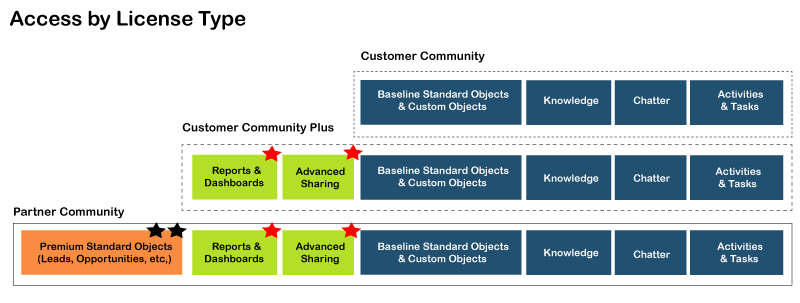 Access by License Type
Customer Community
Baseline Standard Objects
& Custom Objects
Knowledge
Chatter
Activities
& Tasks
Customer Community Plus
Reports &
Dashboards
Advanced
Sharing
Baseline Standard Objects
& Custom Objects
Knowledge
Chatter
Activities
& Tasks
Partner Community
Premium Standard Objects
(Leads, Opportunities, etc,)
Reports &
Dashboards
Advanced
Sharing
Baseline Standard Objects
& Custom Objects
Knowledge
Chatter
Activities
& Tasks